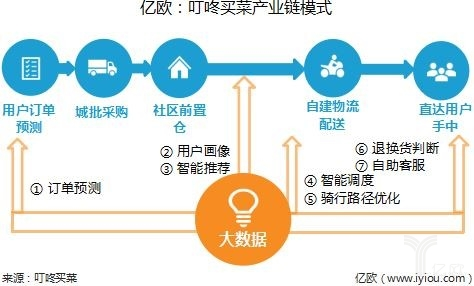 亿欧：叮咚买菜产业链模式
用户订单
预测
城批采购
社区前置
仓
自建物流
配送
直达用户
手中
① 订单预测
② 用户画像
③ 智能推荐
④ 智能调度
⑤ 骑行路径优化
⑥ 退换货判断
⑦ 自助客服
大数据
来源：叮咚买菜
亿欧（www.iyiou.com）